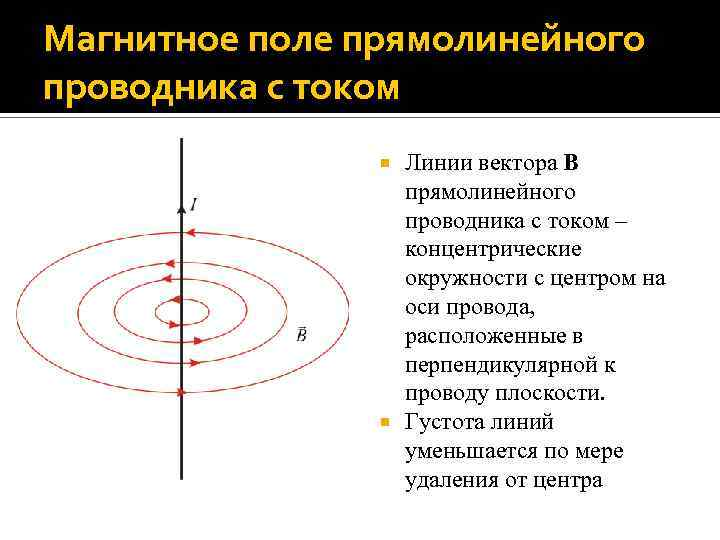 Магнитное поле прямолинейного
проводника с током
I
B⃗
Линии вектора B
прямолинейного
проводника с током –
концентрические
окружности с центром на
оси провода,
расположенные в
перпендикулярной к
проводу плоскости.
Густота линий
уменьшается по мере
удаления от центра